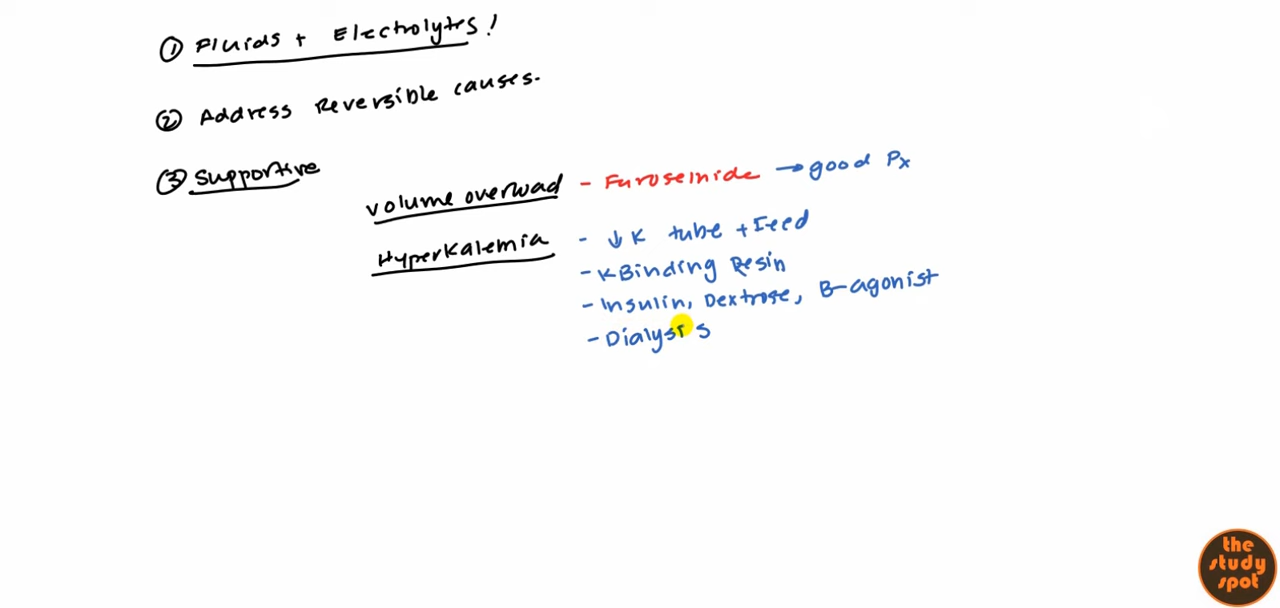 ① Fluids + Electrolytes!
② Address Reversible causes.
③ Supportive
volume overload - Furosemide → good Px
Hyperkalemia - ↓ K tube + Feed
- K Binding Resin
- Insulin, Dextrose, B-agonist
- Dialysis
the
study
spot